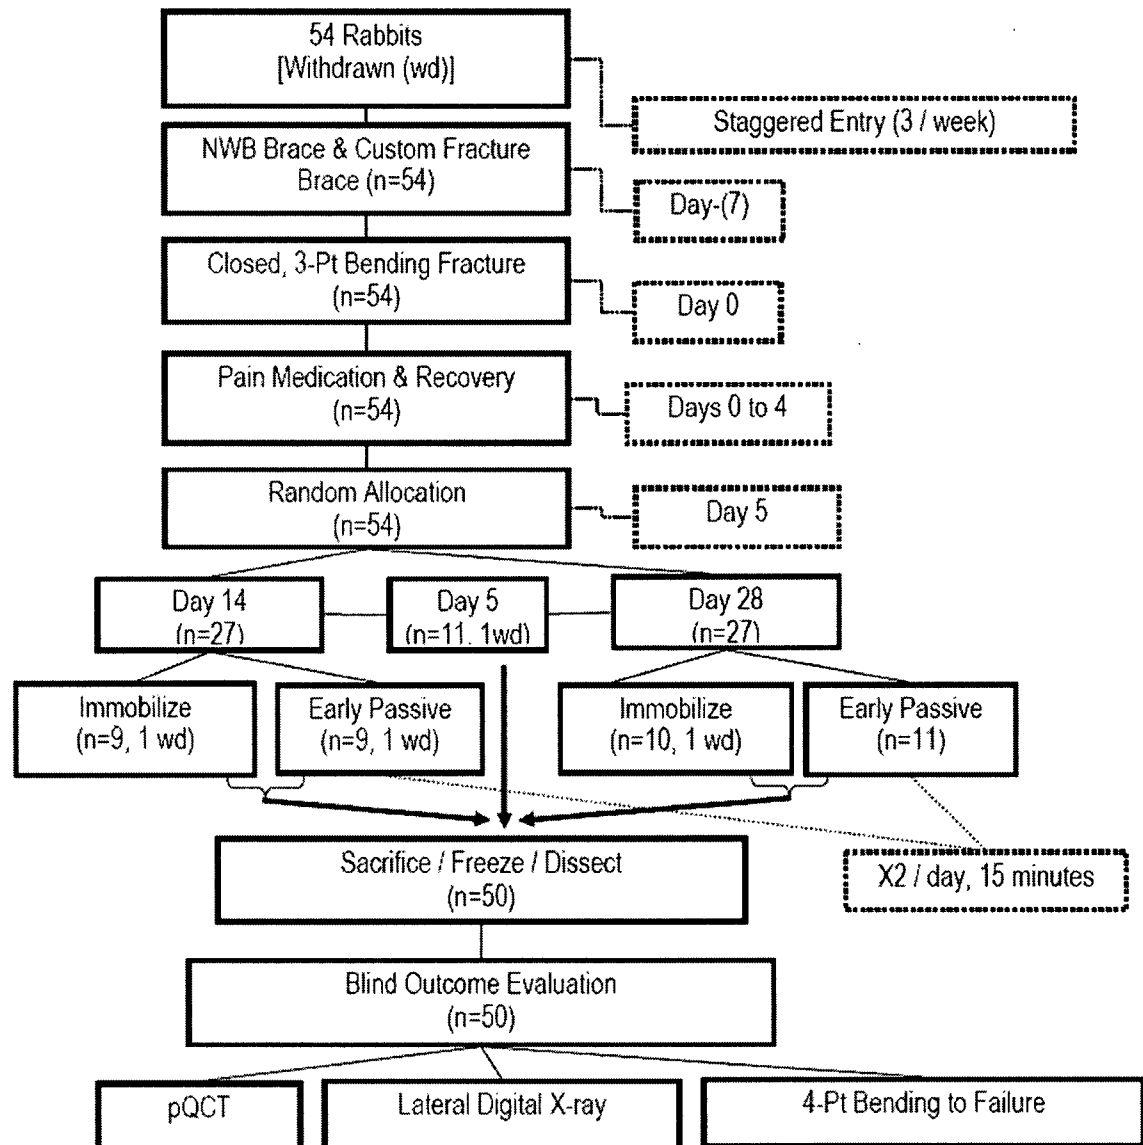 54 Rabbits
[Withdrawn (wd)]
Staggered Entry (3 / week)
NWB Brace & Custom Fracture
Brace (n=54)
Day-(7)
Closed, 3-Pt Bending Fracture
(n=54)
Day 0
Pain Medication & Recovery
(n=54)
Days 0 to 4
Random Allocation
(n=54)
Day 5
Day 14
(n=27)
Day 5
(n=11, 1wd)
Day 28
(n=27)
Immobilize
(n=9, 1 wd)
Early Passive
(n=9, 1 wd)
Immobilize
(n=10, 1 wd)
Early Passive
(n=11)
Sacrifice / Freeze / Dissect
(n=50)
X2 / day, 15 minutes
Blind Outcome Evaluation
(n=50)
pQCT
Lateral Digital X-ray
4-Pt Bending to Failure